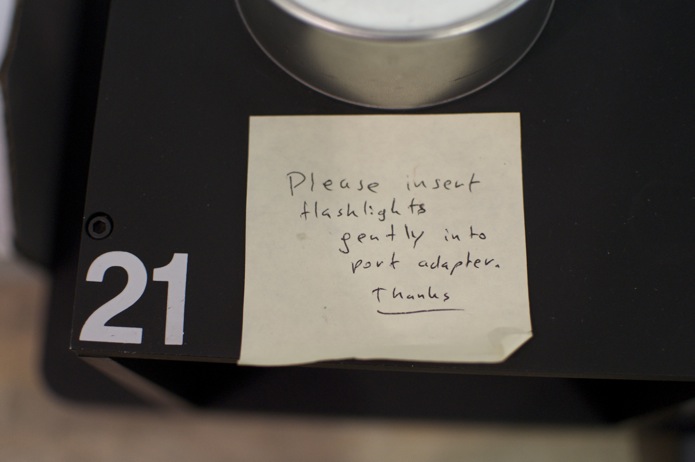 Please insert
flashlights
gently into
port adapter.
Thanks
21